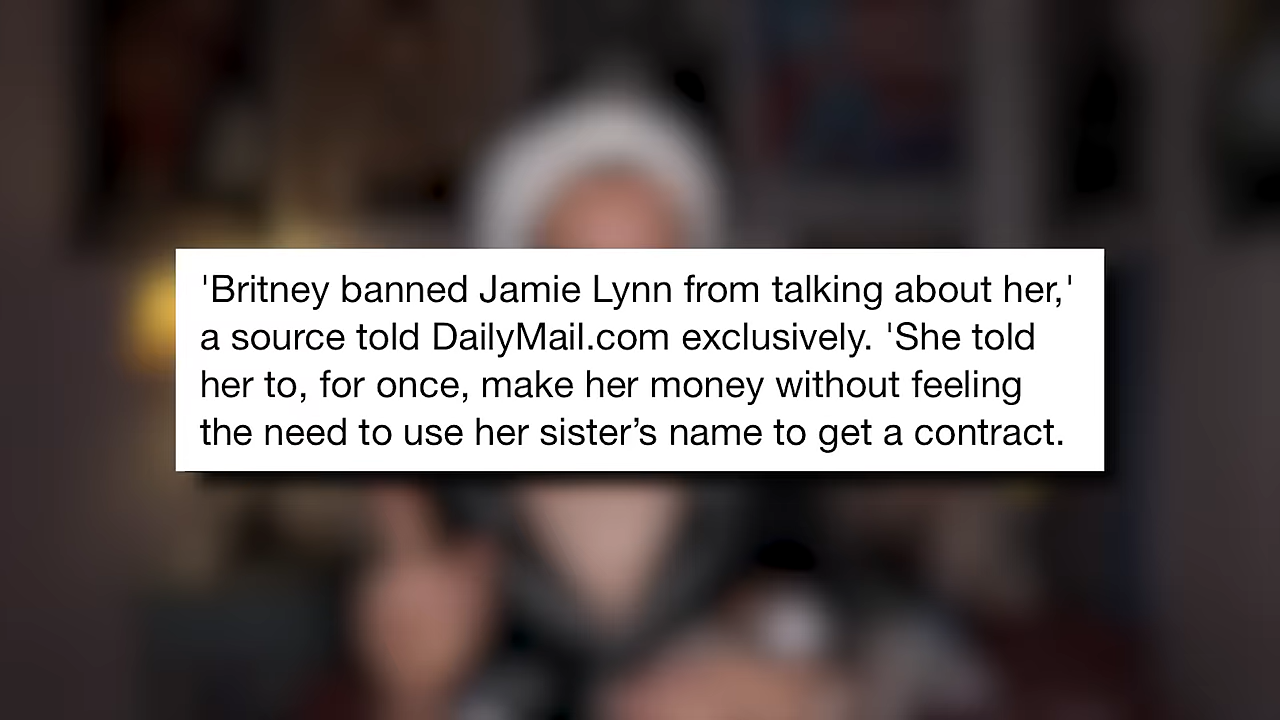 'Britney banned Jamie Lynn from talking about her,'
a source told DailyMail.com exclusively. 'She told
her to, for once, make her money without feeling
the need to use her sister’s name to get a contract.